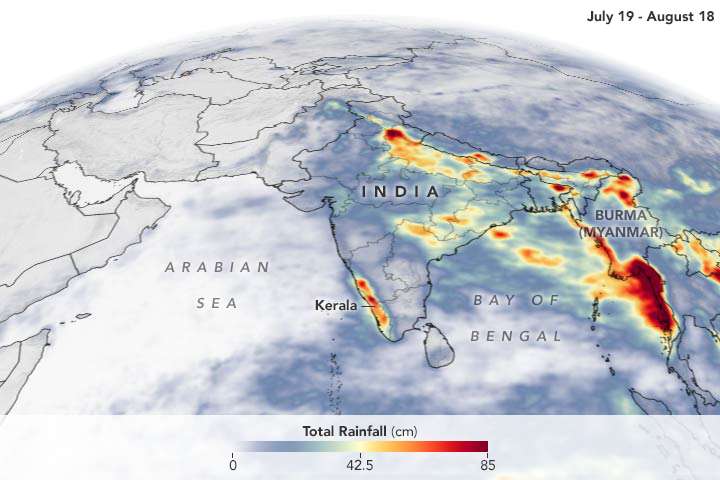 July 19 - August 18
INDIA
BURMA
(MYANMAR)
ARABIAN
SEA
Kerala
BAY OF
BENGAL
Total Rainfall (cm)
0 42.5 85